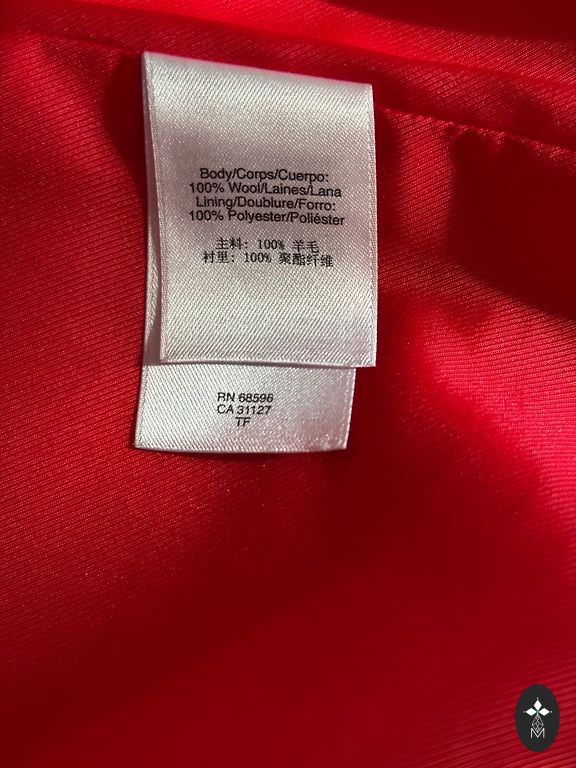 Body/Corps/Cuerpo:
100% Wool/Laines/Lana
Lining/Doublure/Forro:
100% Polyester/Poliéster
主料: 100% 羊毛
衬里: 100% 聚酯纤维
RN 68596
CA 31127
TF